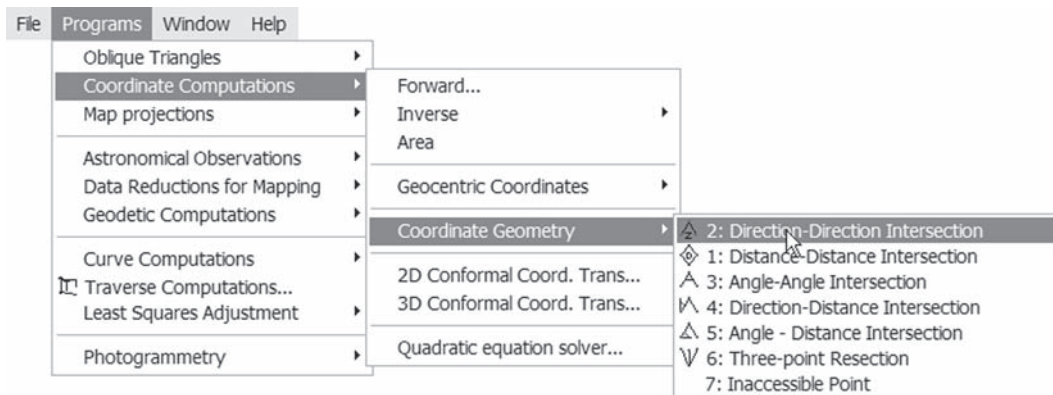 File Programs Window Help
Oblique Triangles
Coordinate Computations
Map projections
Astronomical Observations
Data Reductions for Mapping
Geodetic Computations
Curve Computations
Traverse Computations...
Least Squares Adjustment
Photogrammetry
Forward...
Inverse
Area
Geocentric Coordinates
Coordinate Geometry
2D Conformal Coord. Trans...
3D Conformal Coord. Trans...
Quadratic equation solver...
2: Direction-Direction Intersection
1: Distance-Distance Intersection
3: Angle-Angle Intersection
4: Direction-Distance Intersection
5: Angle - Distance Intersection
6: Three-point Resection
7: Inaccessible Point